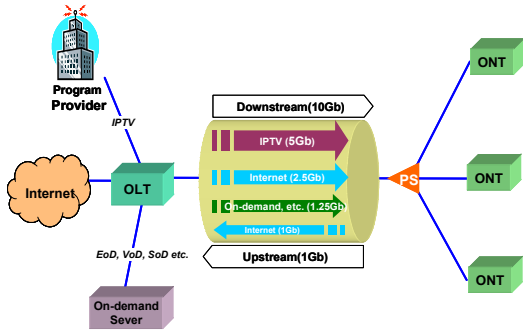 Program
Provider
IPTV
Internet
OLT
EoD, VoD, SoD etc.
On-demand
Sever
Downstream(10Gb)
IPTV (5Gb)
Internet (2.5Gb)
On-demand, etc. (1.25Gb)
Internet (1Gb)
Upstream(1Gb)
PS
ONT
ONT
ONT